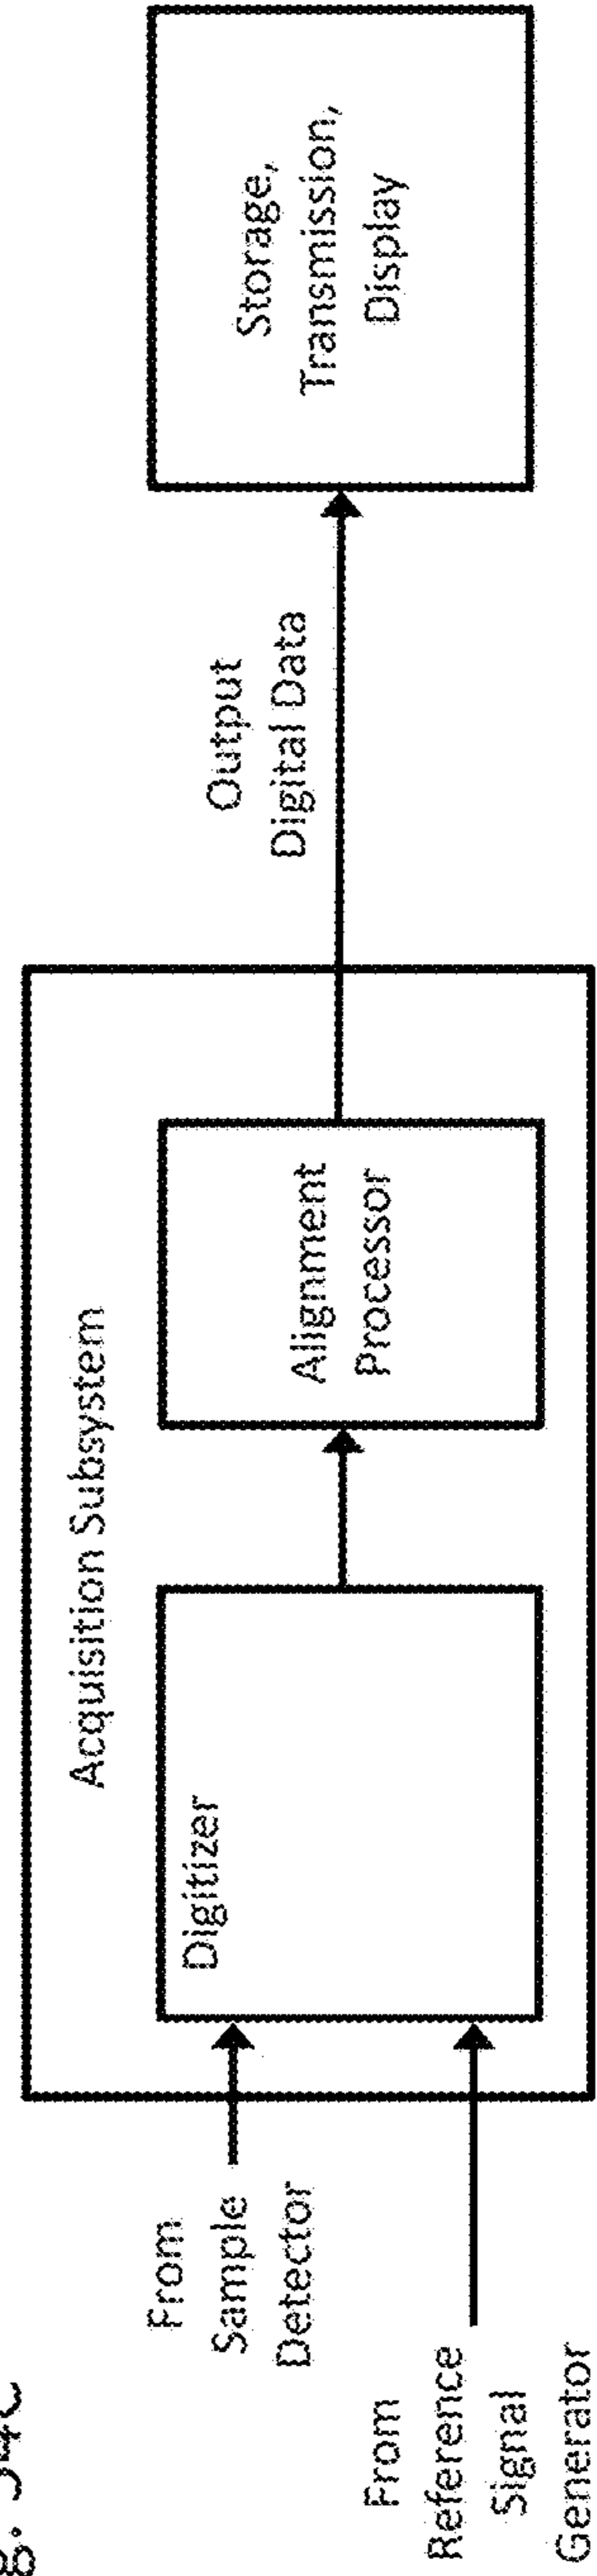 Acquisition Subsystem
From
Sample
Detector
From
Reference
Signal
Generator
Digitizer
Alignment
Processor
Output
Digital Data
Storage,
Transmission,
Display